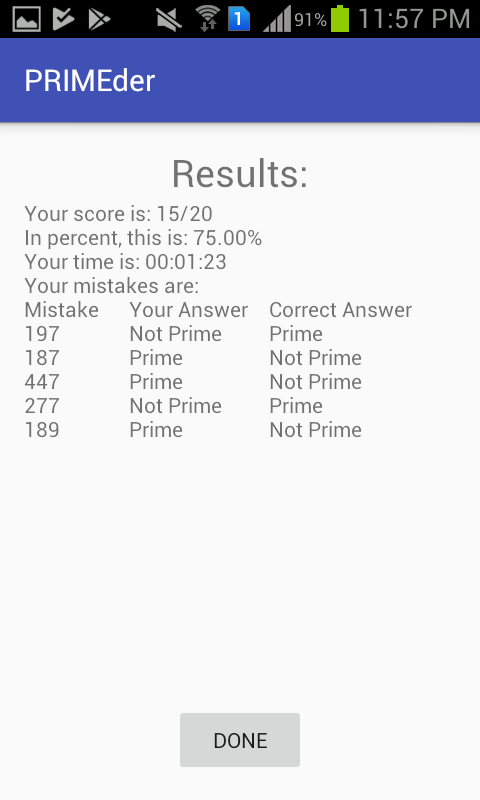 1 91% 11:57 PM
PRIMEder
Results:
Your score is: 15/20
In percent, this is: 75.00%
Your time is: 00:01:23
Your mistakes are:
Mistake Your Answer Correct Answer
197 Not Prime Prime
187 Prime Not Prime
447 Prime Not Prime
277 Not Prime Prime
189 Prime Not Prime
DONE